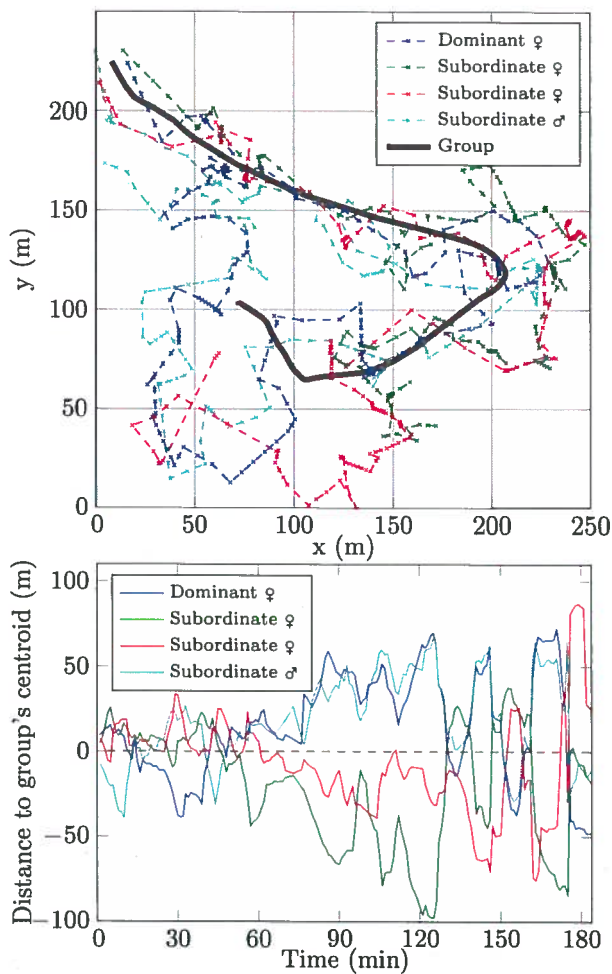 Dominant ♀
Subordinate ♀
Subordinate ♀
Subordinate ♂
Group
200
150
100
50
0
y (m)
0 50 100 150 200 250
x (m)
100
50
0
−50
−100
Distance to group's centroid (m)
Dominant ♀
Subordinate ♀
Subordinate ♀
Subordinate ♂
0 30 60 90 120 150 180
Time (min)